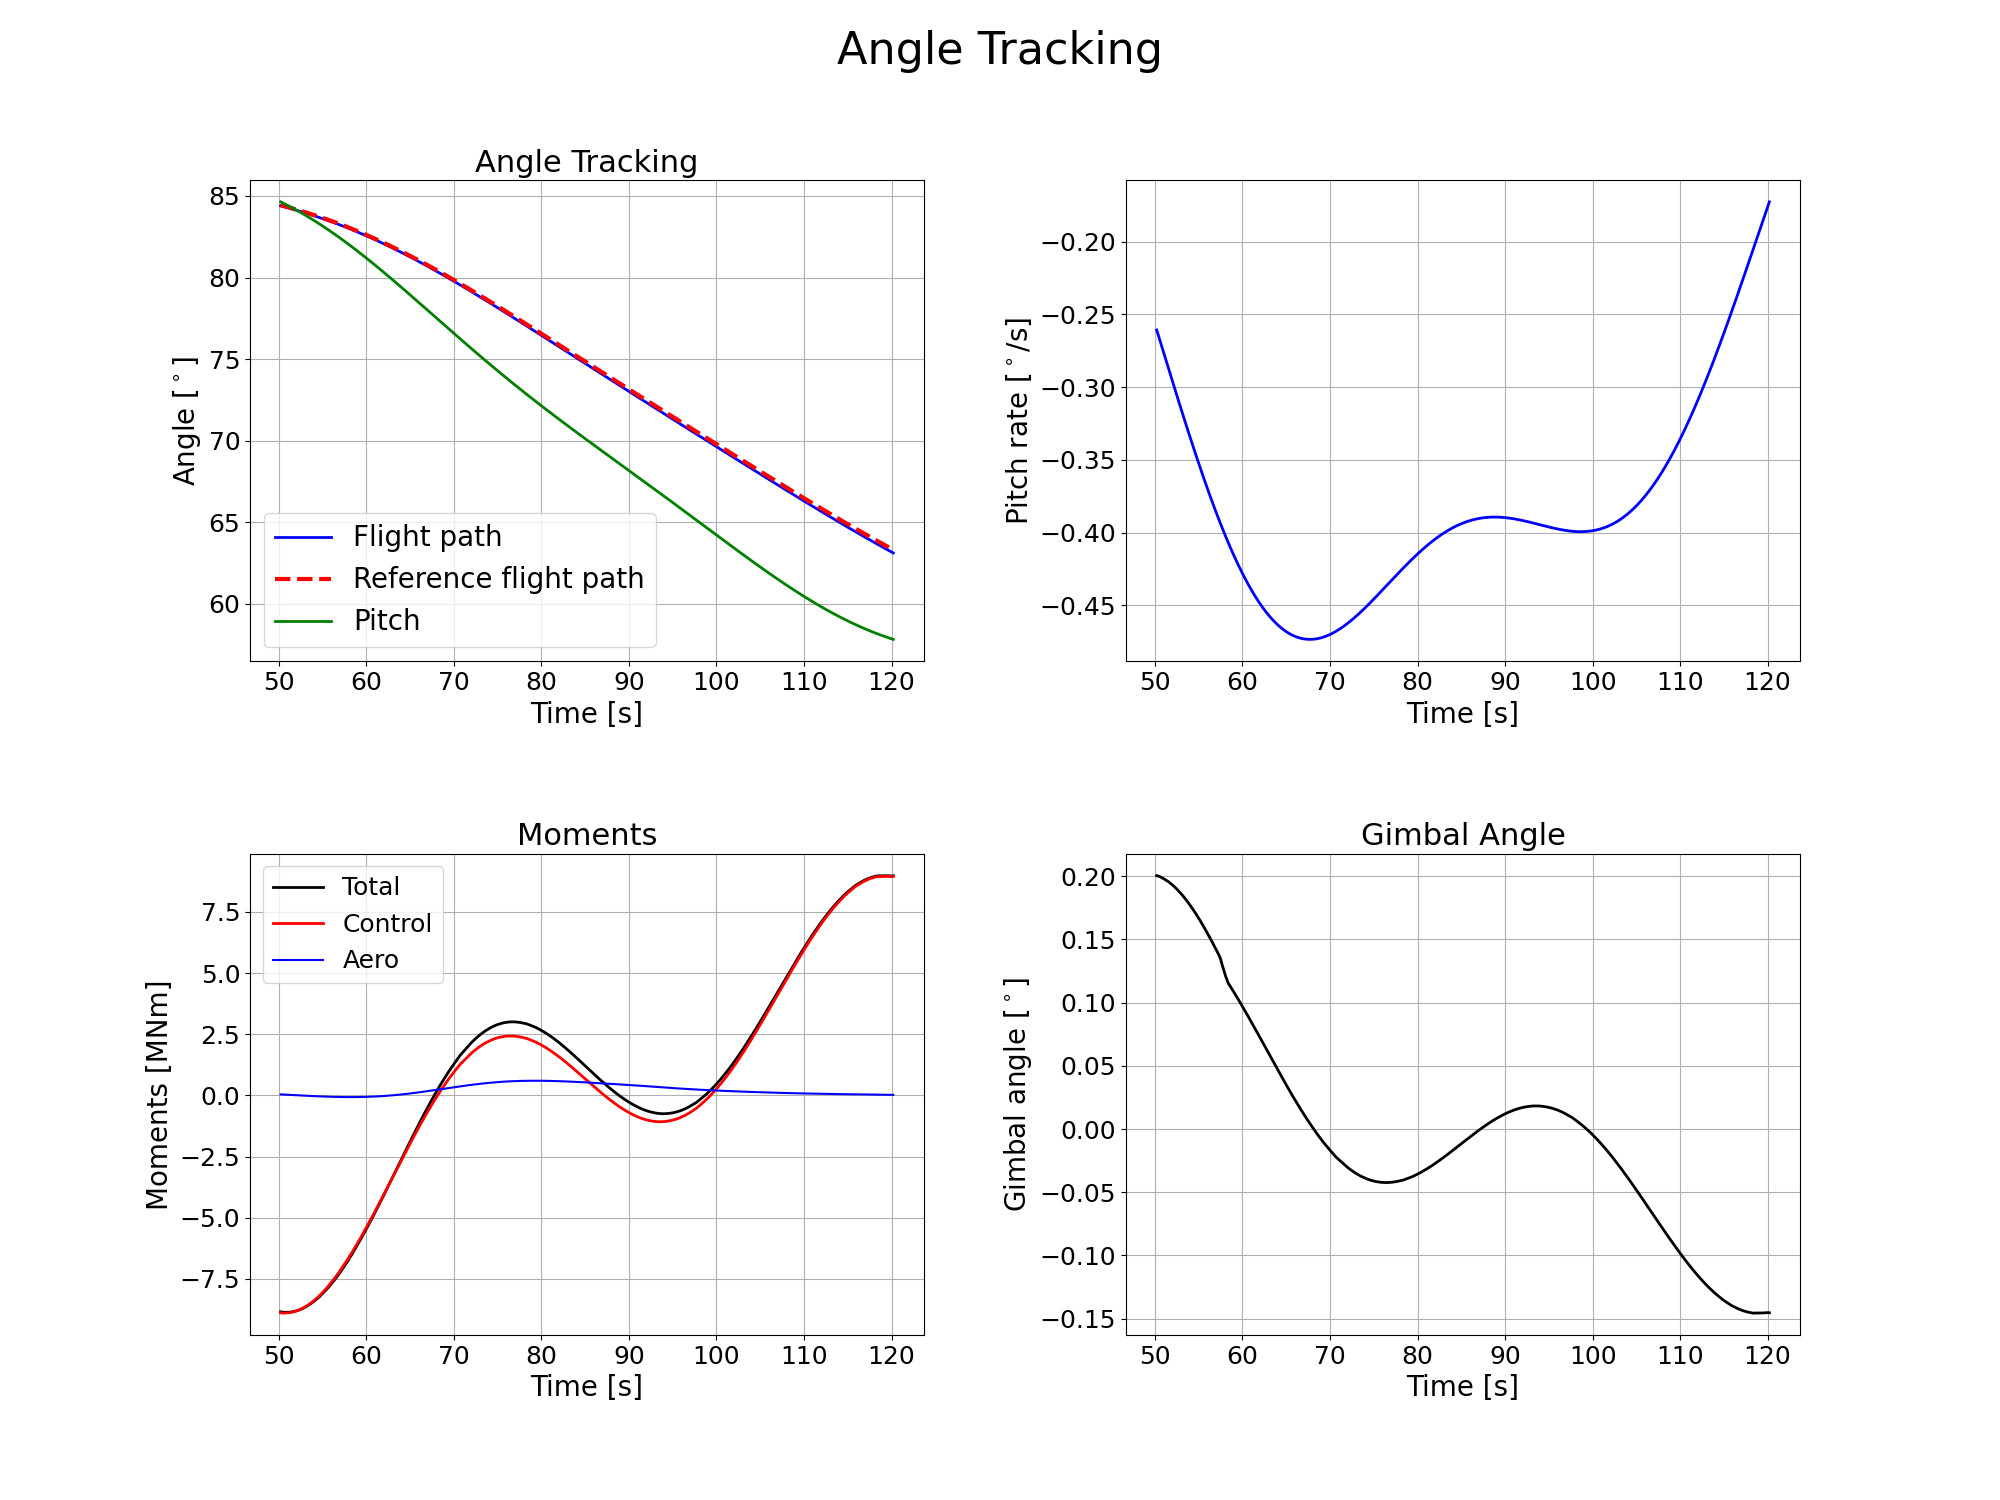 Angle Tracking
Angle Tracking
85
80
75
70
65
60
Angle [°]
Flight path
Reference flight path
Pitch
50 60 70 80 90 100 110 120
Time [s]
−0.20
−0.25
−0.30
−0.35
−0.40
−0.45
Pitch rate [°/s]
50 60 70 80 90 100 110 120
Time [s]
Moments
7.5
5.0
2.5
0.0
−2.5
−5.0
−7.5
Moments [MNm]
Total
Control
Aero
50 60 70 80 90 100 110 120
Time [s]
Gimbal Angle
0.20
0.15
0.10
0.05
0.00
−0.05
−0.10
−0.15
Gimbal angle [°]
50 60 70 80 90 100 110 120
Time [s]